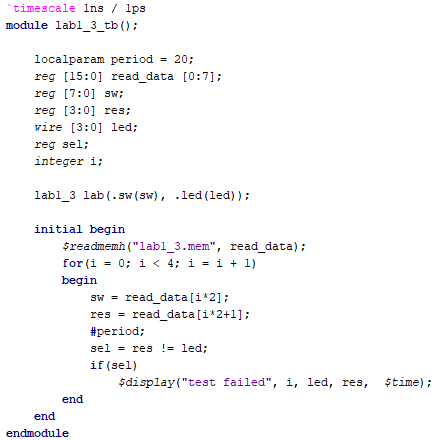 `timescale 1ns / 1ps
module lab1_3_tb();
localparam period = 20;
reg [15:0] read_data [0:7];
reg [7:0] sw;
reg [3:0] res;
wire [3:0] led;
reg sel;
integer i;
lab1_3 lab(.sw(sw), .led(led));
initial begin
$readmemh("lab1_3.mem", read_data);
for(i = 0; i < 4; i = i + 1)
begin
sw = read_data[i*2];
res = read_data[i*2+1];
#period;
sel = res != led;
if(sel)
$display("test failed", i, led, res,  $time);
end
end
endmodule